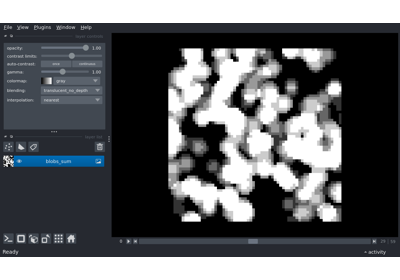 File View Plugins Window Help
opacity: 1.00
contrast limits:
auto-contrast: once continuous
gamma: 1.00
colormap: gray
blending: translucent_no_depth
interpolation: nearest
blobs_sum
Ready
activity